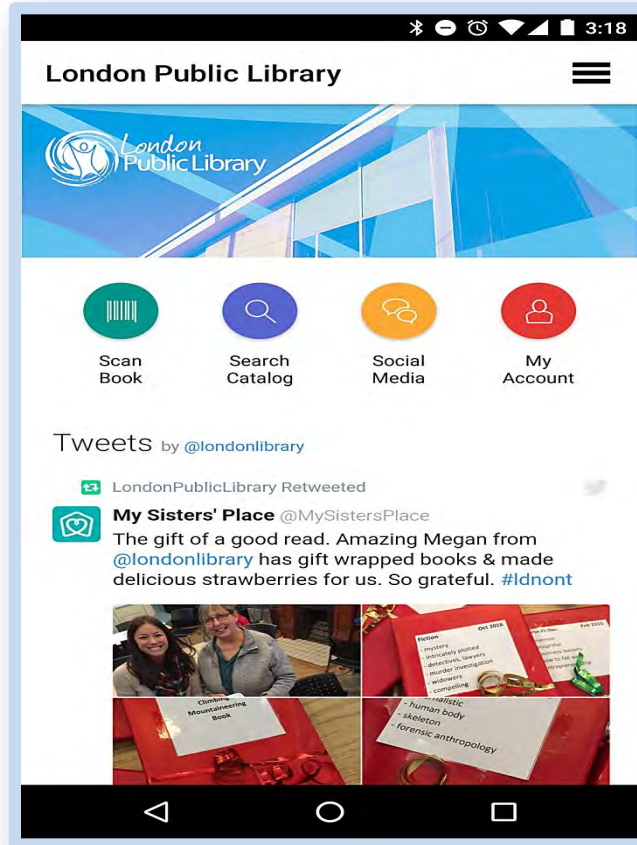 3:18
London Public Library
London
Public Library
Scan
Book
Search
Catalog
Social
Media
My
Account
Tweets by @londonlibrary
LondonPublicLibrary Retweeted
My Sisters' Place @MySistersPlace
The gift of a good read. Amazing Megan from
@londonlibrary has gift wrapped books & made
delicious strawberries for us. So grateful. #ldnont
Fiction
Oct 2016
- mystery
- intricately plotted
- detectives, lawyers
- murder investigation
- widowers
- compelling
Feb 2016
Climbing
Mountaineering
Book
- human body
- skeleton
- forensic anthropology